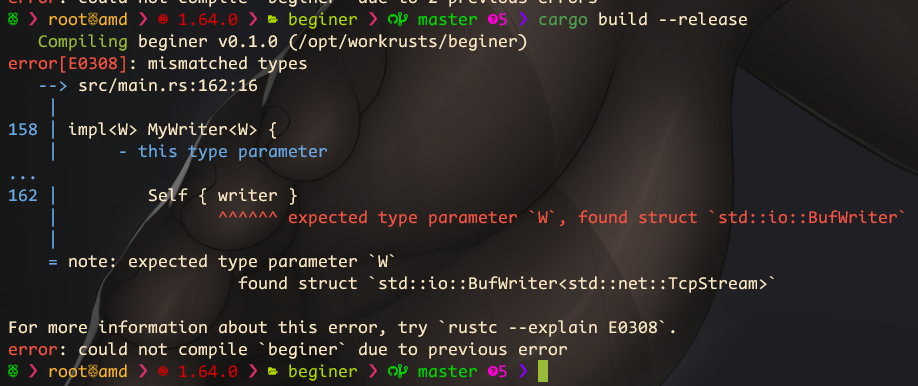 error: could not compile `beginer` due to 2 previous errors
root@amd 1.64.0 beginer master ?5 cargo build --release
Compiling beginer v0.1.0 (/opt/workrusts/beginer)
error[E0308]: mismatched types
--> src/main.rs:162:16
|
158 | impl<W> MyWriter<W> {
| - this type parameter
...
162 | Self { writer }
| ^^^^^^ expected type parameter `W`, found struct `std::io::BufWriter`
|
= note: expected type parameter `W`
found struct `std::io::BufWriter<std::net::TcpStream>`
For more information about this error, try `rustc --explain E0308`.
error: could not compile `beginer` due to previous error
root@amd 1.64.0 beginer master ?5